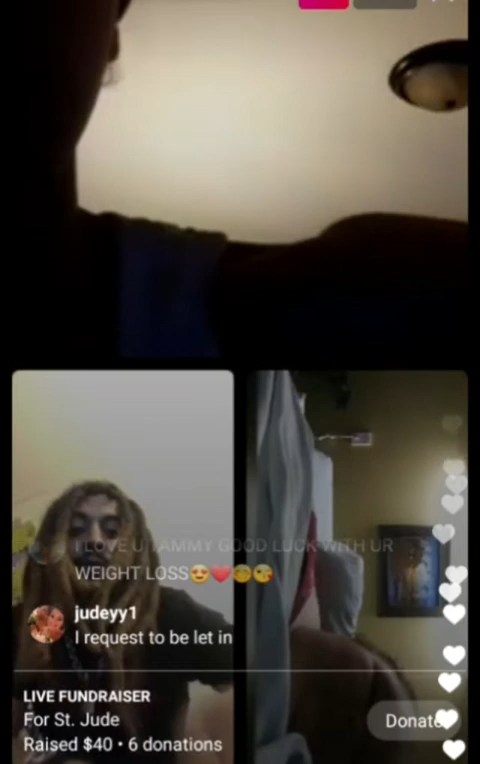 I LOVE U TAMMY GOOD LUCK WITH UR
WEIGHT LOSS😍❤️🤓😘
judeyy1
I request to be let in
LIVE FUNDRAISER
For St. Jude
Raised $40 • 6 donations
Donate